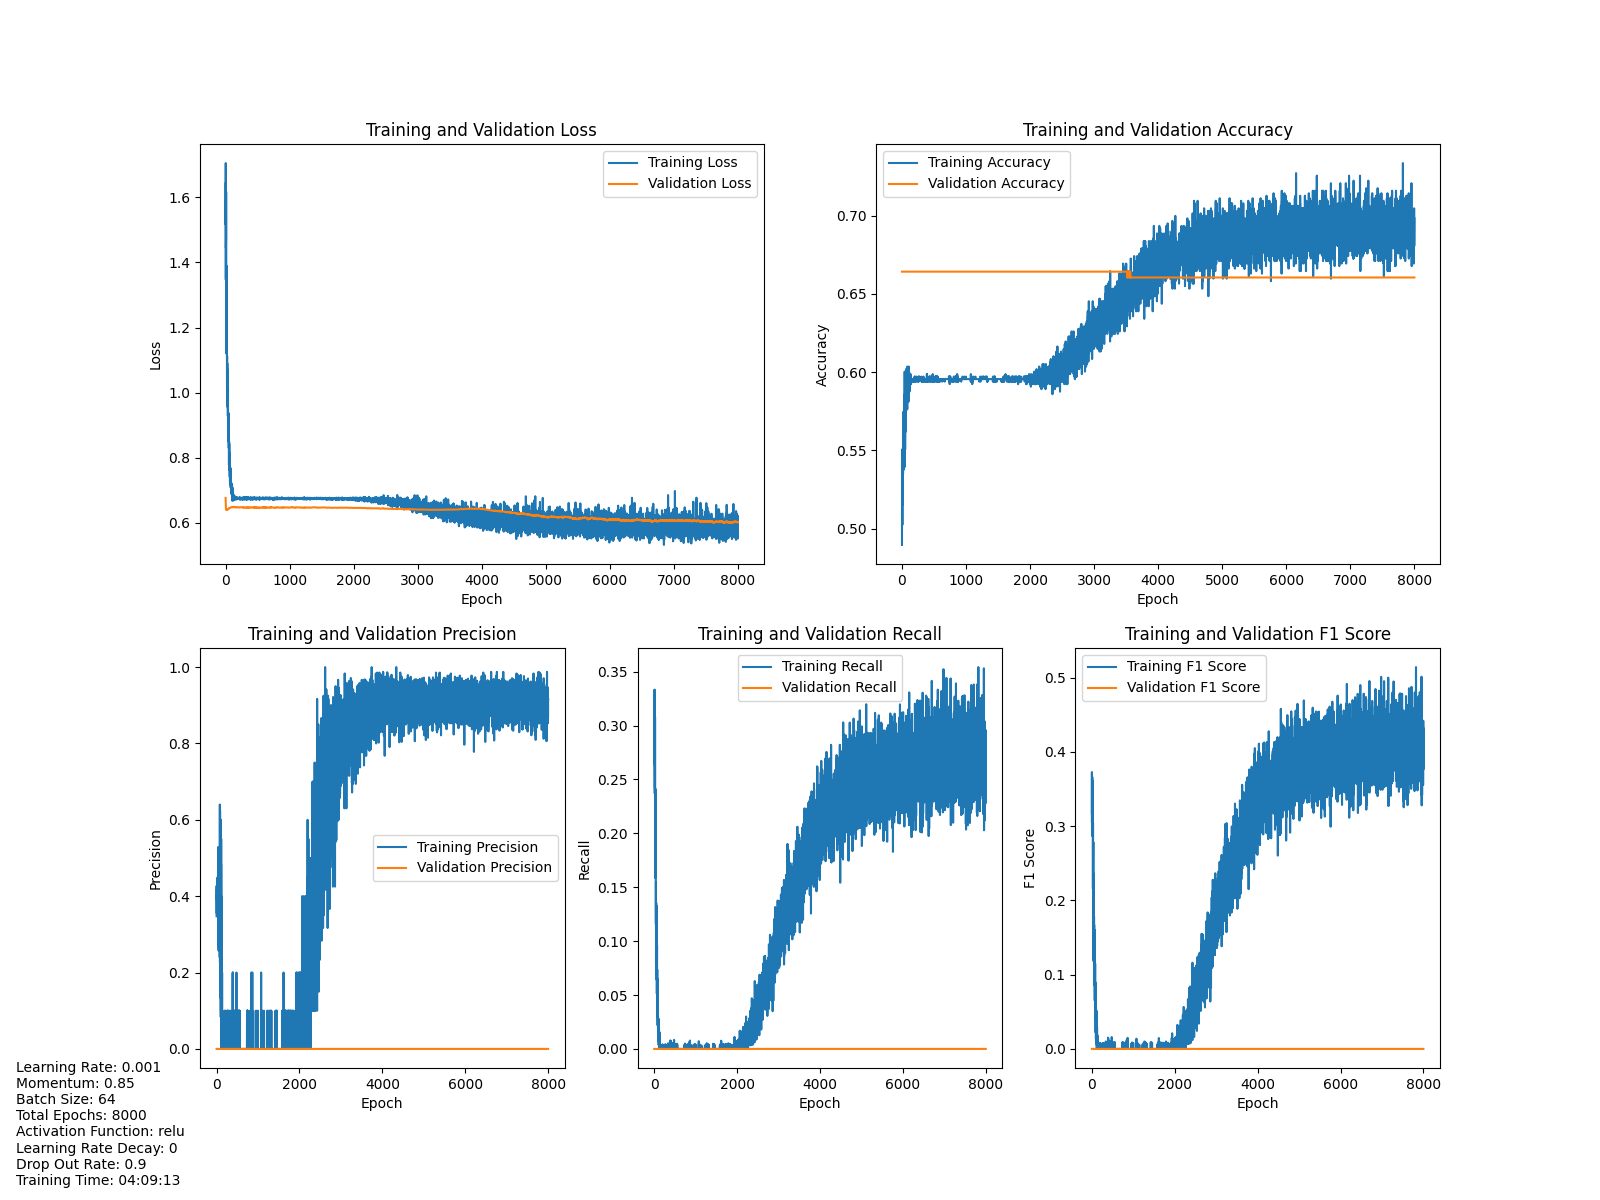 Training and Validation Loss
Training Loss
Validation Loss
1.6
1.4
1.2
1.0
0.8
0.6
Loss
0 1000 2000 3000 4000 5000 6000 7000 8000
Epoch
Training and Validation Accuracy
Training Accuracy
Validation Accuracy
0.70
0.65
0.60
0.55
0.50
Accuracy
0 1000 2000 3000 4000 5000 6000 7000 8000
Epoch
Training and Validation Precision
1.0
0.8
0.6
0.4
0.2
0.0
Precision
Training Precision
Validation Precision
0 2000 4000 6000 8000
Epoch
Training and Validation Recall
Training Recall
Validation Recall
0.35
0.30
0.25
0.20
0.15
0.10
0.05
0.00
Recall
0 2000 4000 6000 8000
Epoch
Training and Validation F1 Score
Training F1 Score
Validation F1 Score
0.5
0.4
0.3
0.2
0.1
0.0
F1 Score
0 2000 4000 6000 8000
Epoch
Learning Rate: 0.001
Momentum: 0.85
Batch Size: 64
Total Epochs: 8000
Activation Function: relu
Learning Rate Decay: 0
Drop Out Rate: 0.9
Training Time: 04:09:13